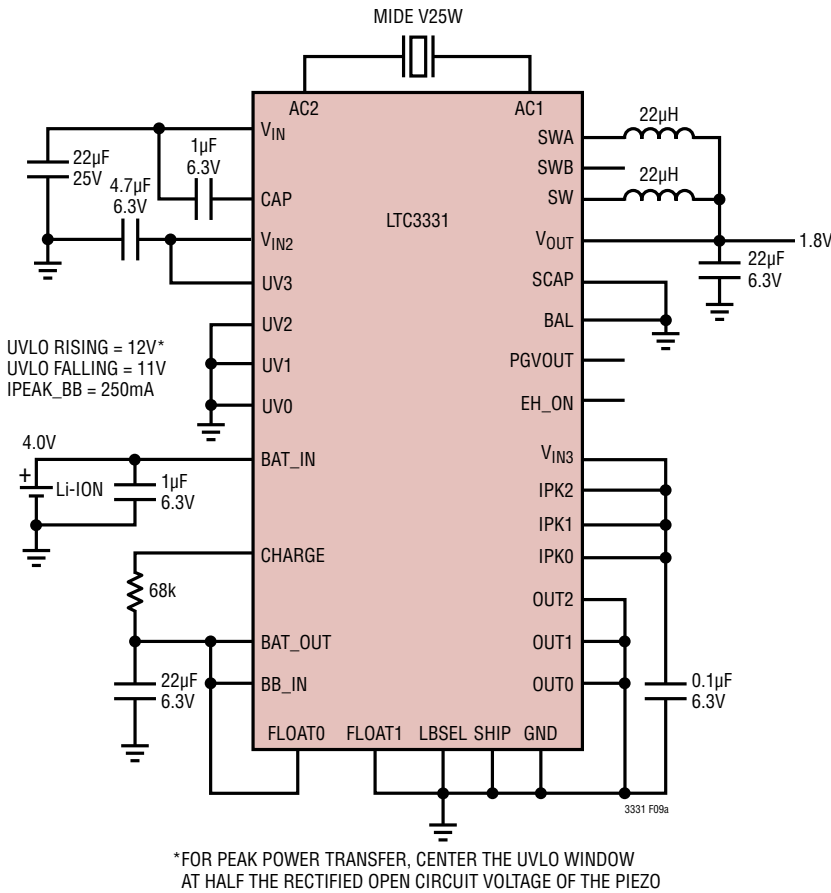 MIDE V25W
AC2
AC1
LTC3331
VIN
CAP
VIN2
UV3
UV2
UV1
UV0
BAT_IN
CHARGE
BAT_OUT
BB_IN
FLOAT0
FLOAT1
LBSEL
SHIP
GND
SWA
SWB
SW
VOUT
SCAP
BAL
PGVOUT
EH_ON
VIN3
IPK2
IPK1
IPK0
OUT2
OUT1
OUT0
22µF
25V
1µF
6.3V
4.7µF
6.3V
UVLO RISING = 12V*
UVLO FALLING = 11V
IPEAK_BB = 250mA
4.0V
+
Li-ION
1µF
6.3V
68k
22µF
6.3V
22µH
22µH
1.8V
22µF
6.3V
0.1µF
6.3V
3331 F09a
*FOR PEAK POWER TRANSFER, CENTER THE UVLO WINDOW
AT HALF THE RECTIFIED OPEN CIRCUIT VOLTAGE OF THE PIEZO